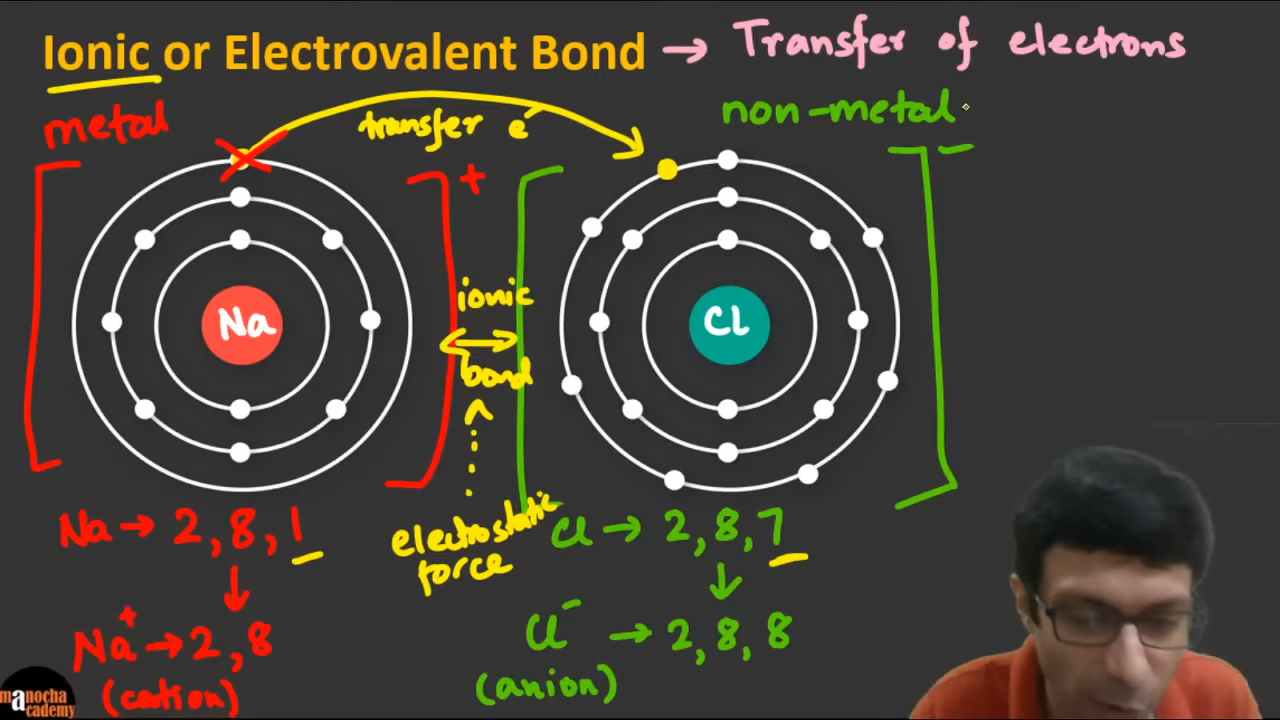 Ionic or Electrovalent Bond → Transfer of electrons
metal
transfer e⁻
non-metal
+
−
Na
ionic
bond
Cl
electrostatic
force
Na → 2, 8, 1
Cl → 2, 8, 7
Na⁺ → 2, 8
(cation)
Cl⁻ → 2, 8, 8
(anion)
manocha
academy